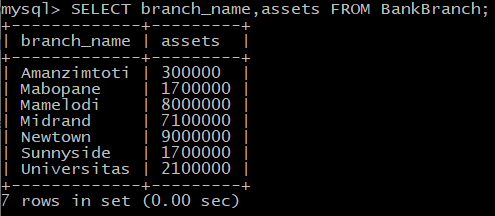 mysql> SELECT branch_name,assets FROM BankBranch;
+-------------+---------+
| branch_name | assets  |
+-------------+---------+
| Amanzimtoti | 300000  |
| Mabopane    | 1700000 |
| Mamelodi    | 8000000 |
| Midrand     | 7100000 |
| Newtown     | 9000000 |
| Sunnyside   | 1700000 |
| Universitas | 2100000 |
+-------------+---------+
7 rows in set (0.00 sec)